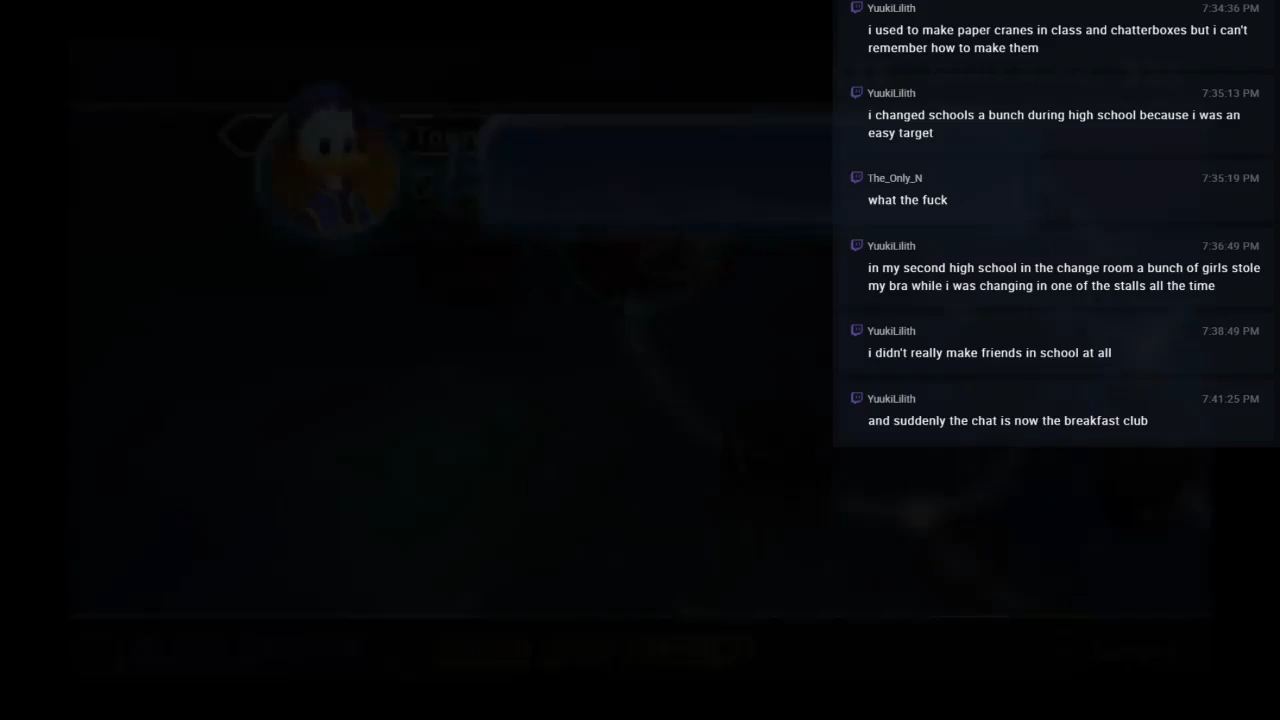 YuukiLilith 7:34:36 PM
i used to make paper cranes in class and chatterboxes but i can't
remember how to make them
YuukiLilith 7:35:13 PM
i changed schools a bunch during high school because i was an
easy target
The_Only_N 7:35:19 PM
what the fuck
YuukiLilith 7:36:49 PM
in my second high school in the change room a bunch of girls stole
my bra while i was changing in one of the stalls all the time
YuukiLilith 7:38:49 PM
i didn't really make friends in school at all
YuukiLilith 7:41:25 PM
and suddenly the chat is now the breakfast club